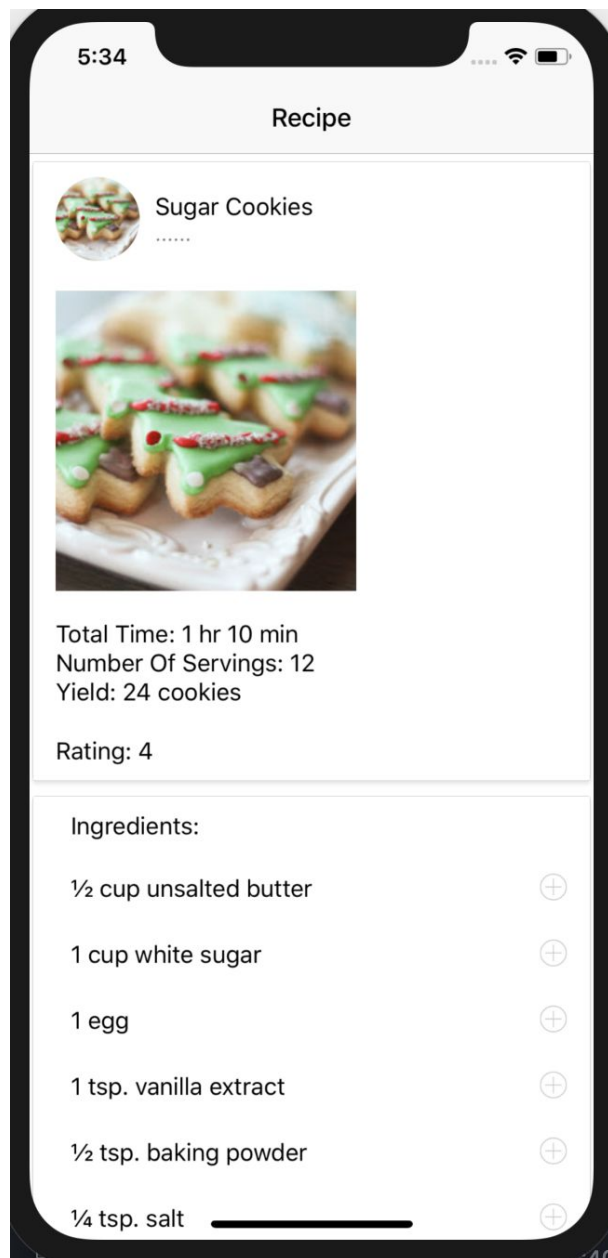 5:34
Recipe
Sugar Cookies
......
Total Time: 1 hr 10 min
Number Of Servings: 12
Yield: 24 cookies
Rating: 4
Ingredients:
½ cup unsalted butter
1 cup white sugar
1 egg
1 tsp. vanilla extract
½ tsp. baking powder
¼ tsp. salt